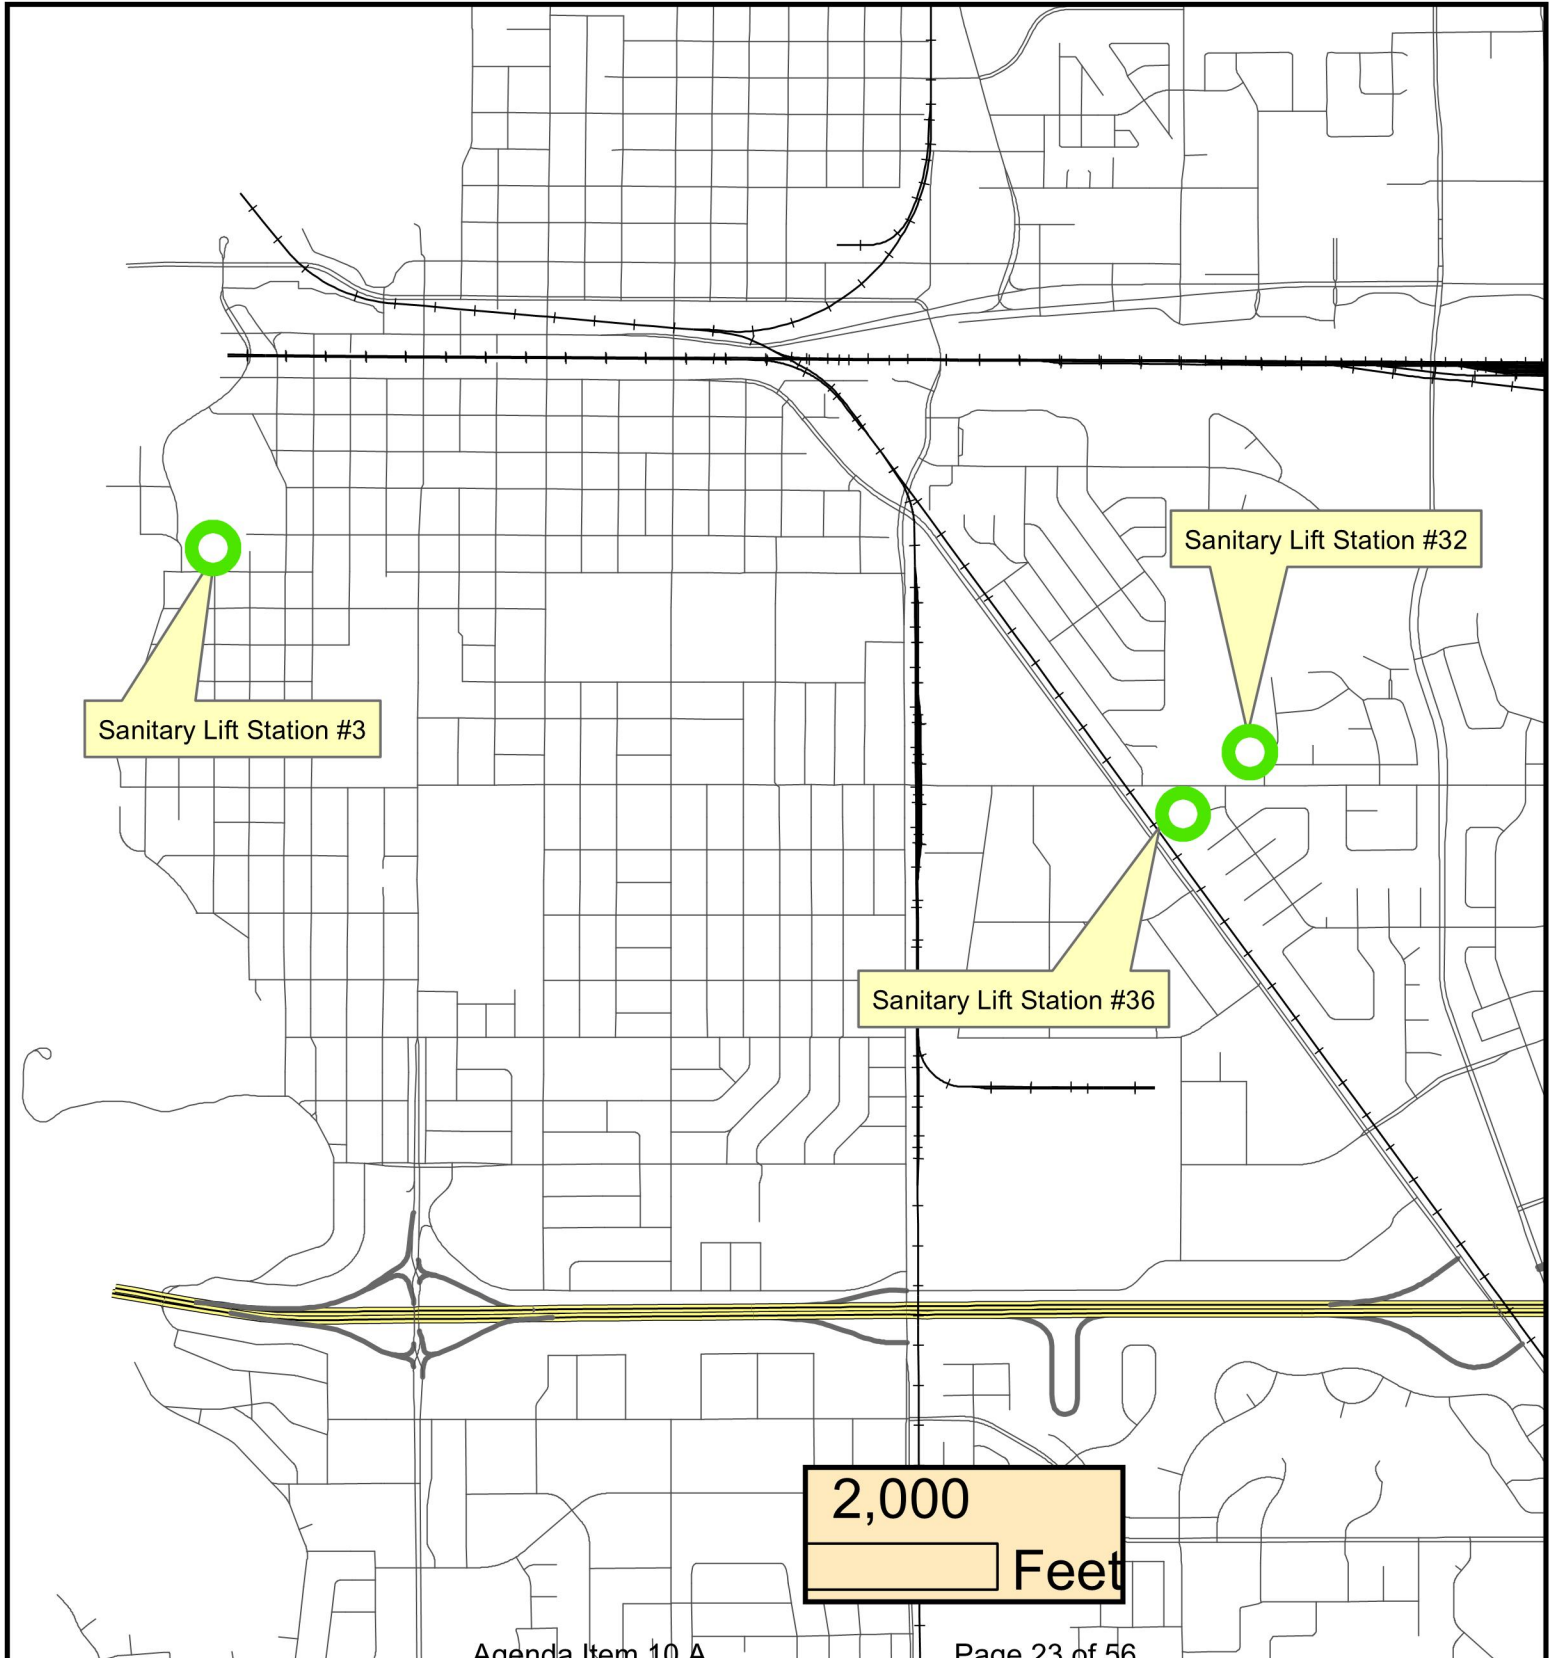 Sanitary Lift Station #32
Sanitary Lift Station #3
Sanitary Lift Station #36
2,000
Feet
Agenda Item 10 A
Page 23 of 56